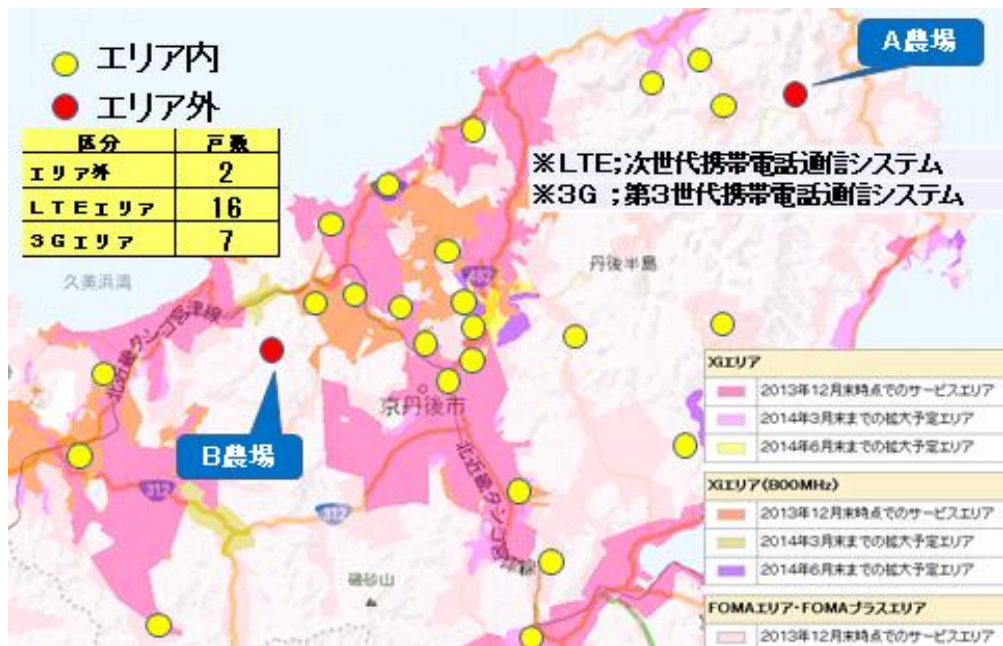 エリア内
エリア外
区分 戸数
エリア外 2
LTEエリア 16
3Gエリア 7
A農場
※LTE;次世代携帯電話通信システム
※3G ;第3世代携帯電話通信システム
久美浜湾
丹後半島
482
北近畿タンゴ宮津線
京丹後市
B農場
312
312
北近畿タンゴ宮津線
磯砂山
Xiエリア
2013年12月末時点でのサービスエリア
2014年3月末までの拡大予定エリア
2014年6月末までの拡大予定エリア
Xiエリア(800MHz)
2013年12月末時点でのサービスエリア
2014年3月末までの拡大予定エリア
2014年6月末までの拡大予定エリア
FOMAエリア・FOMAプラスエリア
2013年12月末時点でのサービスエリア